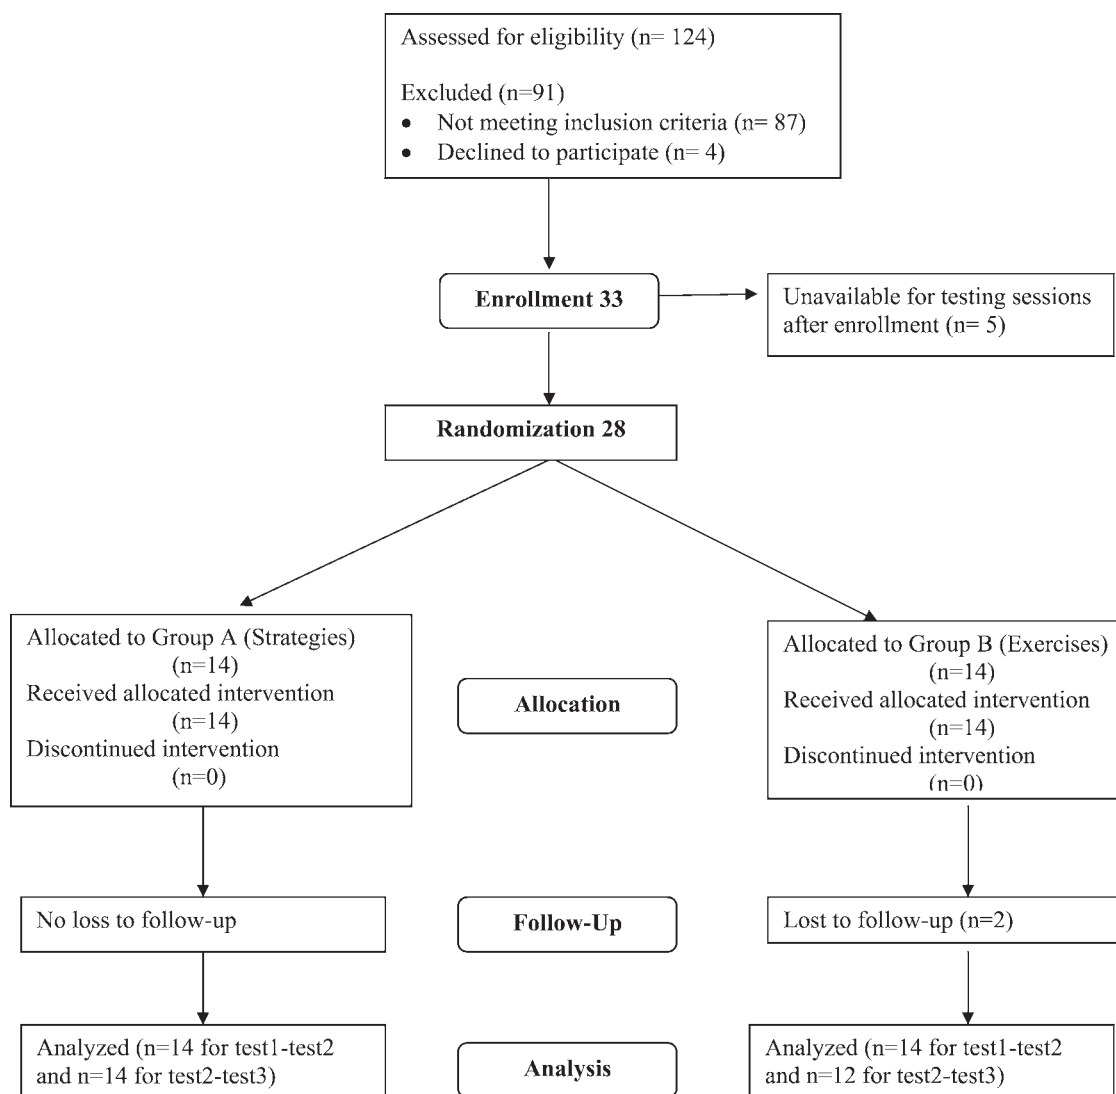 Assessed for eligibility (n= 124)
Excluded (n=91)
• Not meeting inclusion criteria (n= 87)
• Declined to participate (n= 4)
Enrollment 33
Unavailable for testing sessions
after enrollment (n= 5)
Randomization 28
Allocated to Group A (Strategies)
(n=14)
Received allocated intervention
(n=14)
Discontinued intervention
(n=0)
Allocation
Allocated to Group B (Exercises)
(n=14)
Received allocated intervention
(n=14)
Discontinued intervention
(n=0)
No loss to follow-up
Follow-Up
Lost to follow-up (n=2)
Analyzed (n=14 for test1-test2
and n=14 for test2-test3)
Analysis
Analyzed (n=14 for test1-test2
and n=12 for test2-test3)